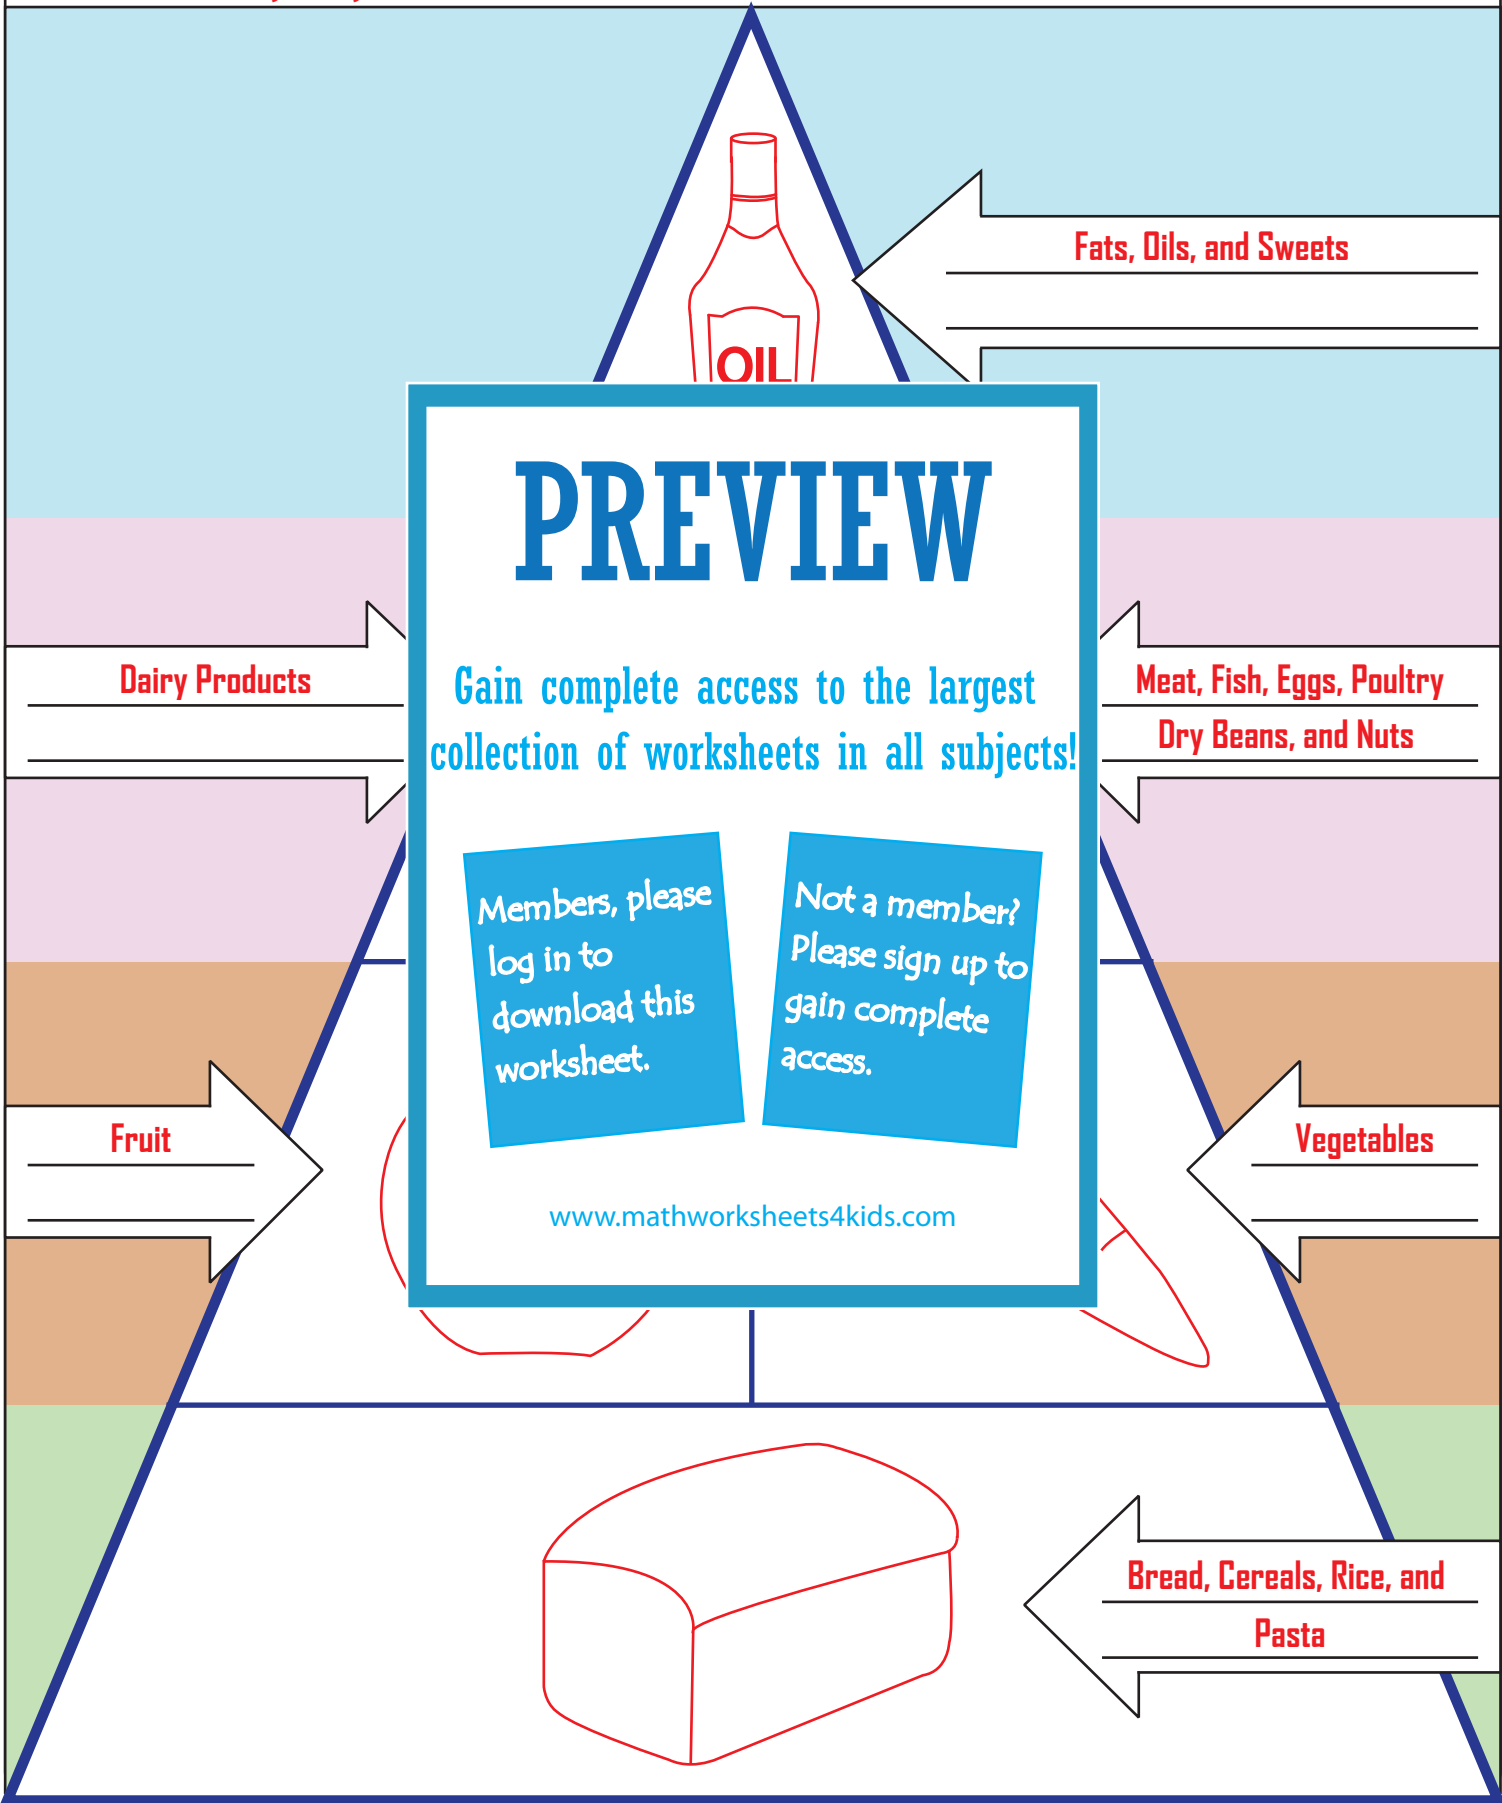 Fats, Oils, and Sweets
OIL
PREVIEW
Gain complete access to the largest
collection of worksheets in all subjects!
Dairy Products
Meat, Fish, Eggs, Poultry
Dry Beans, and Nuts
Members, please
log in to
download this
worksheet.
Not a member?
Please sign up to
gain complete
access.
Fruit
Vegetables
www.mathworksheets4kids.com
Bread, Cereals, Rice, and
Pasta